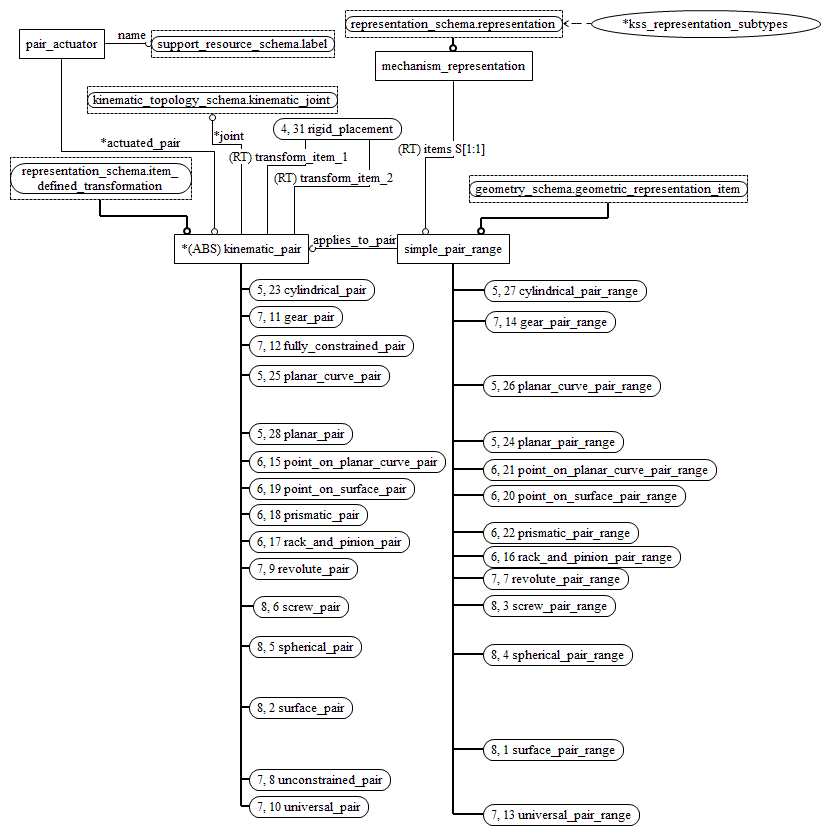 representation_schema.representation
*kss_representation_subtypes
pair_actuator
name
support_resource_schema.label
mechanism_representation
kinematic_topology_schema.kinematic_joint
4, 31 rigid_placement
*actuated_pair
*joint
(RT) transform_item_1
(RT) items S[1:1]
representation_schema.item_
defined_transformation
(RT) transform_item_2
geometry_schema.geometric_representation_item
*(ABS) kinematic_pair
applies_to_pair
simple_pair_range
5, 23 cylindrical_pair
5, 27 cylindrical_pair_range
7, 11 gear_pair
7, 14 gear_pair_range
7, 12 fully_constrained_pair
5, 25 planar_curve_pair
5, 26 planar_curve_pair_range
5, 28 planar_pair
5, 24 planar_pair_range
6, 15 point_on_planar_curve_pair
6, 21 point_on_planar_curve_pair_range
6, 19 point_on_surface_pair
6, 20 point_on_surface_pair_range
6, 18 prismatic_pair
6, 22 prismatic_pair_range
6, 17 rack_and_pinion_pair
6, 16 rack_and_pinion_pair_range
7, 9 revolute_pair
7, 7 revolute_pair_range
8, 6 screw_pair
8, 3 screw_pair_range
8, 5 spherical_pair
8, 4 spherical_pair_range
8, 2 surface_pair
8, 1 surface_pair_range
7, 8 unconstrained_pair
7, 10 universal_pair
7, 13 universal_pair_range